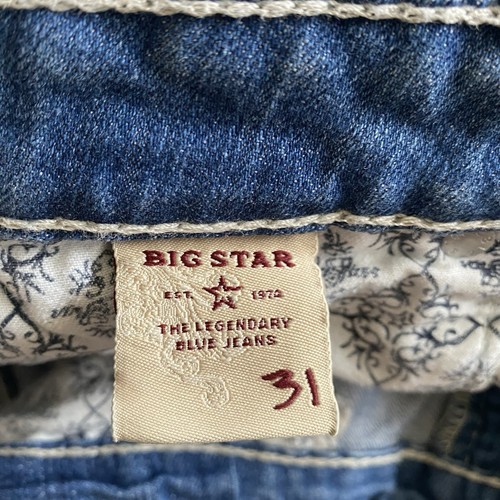 BIG STAR
EST. 1972
THE LEGENDARY
BLUE JEANS
31